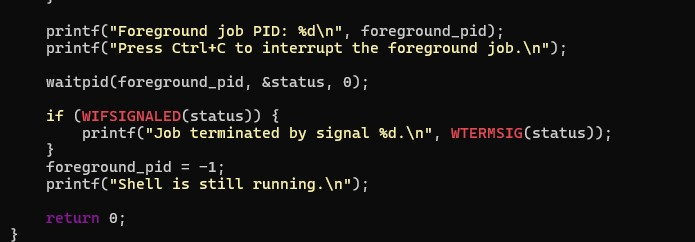 printf("Foreground job PID: %d\n", foreground_pid);
    printf("Press Ctrl+C to interrupt the foreground job.\n");

    waitpid(foreground_pid, &status, 0);

    if (WIFSIGNALED(status)) {
        printf("Job terminated by signal %d.\n", WTERMSIG(status));
    }
    foreground_pid = -1;
    printf("Shell is still running.\n");

    return 0;
}